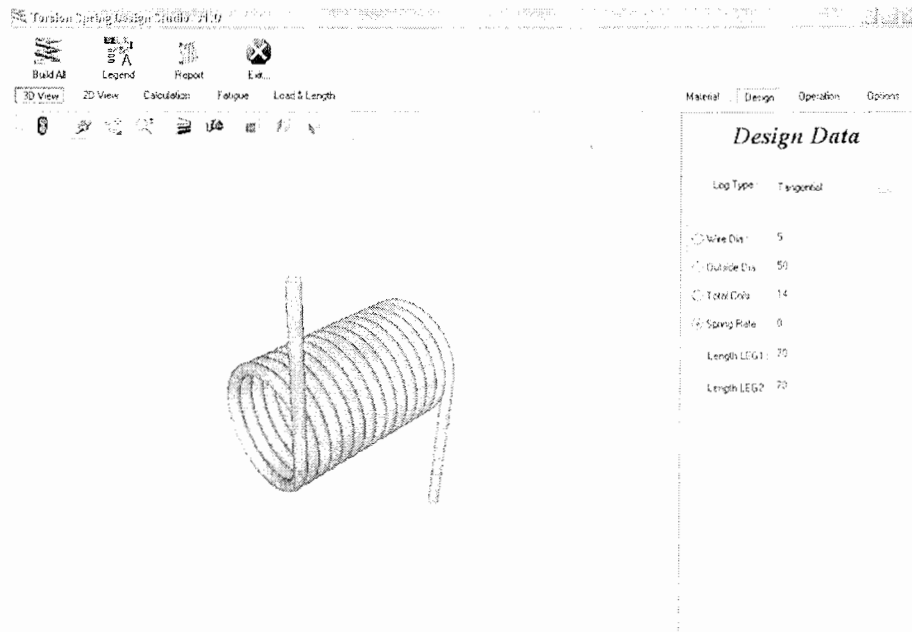 Torsion Spring Design Studio V1.0
Build All Legend Report Exit...
3D View 2D View Calculation Fatigue Load & Length
Material Design Operation Options
Design Data
Leg Type : Tangential
Wire Dia : 5
Outside Dia 50
Total Coils 14
Spring Rate 0
Length LEG1 : 70
Length LEG2 70